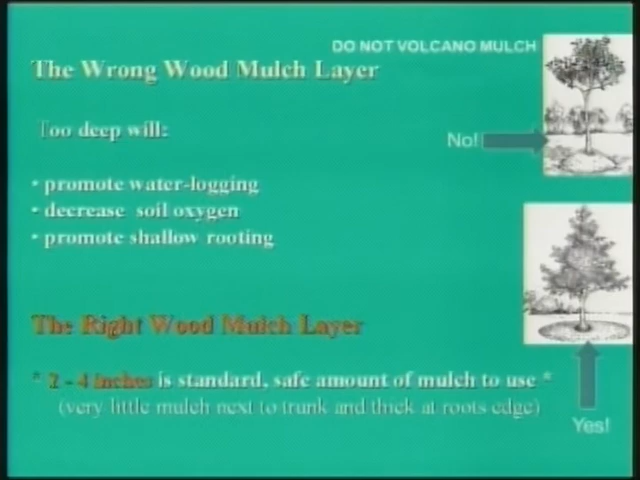 DO NOT VOLCANO MULCH
The Wrong Wood Mulch Layer
Too deep will:
No!
• promote water-logging
• decrease soil oxygen
• promote shallow rooting
The Right Wood Mulch Layer
* 2 - 4 inches is standard, safe amount of mulch to use *
(very little mulch next to trunk and thick at roots edge)
Yes!